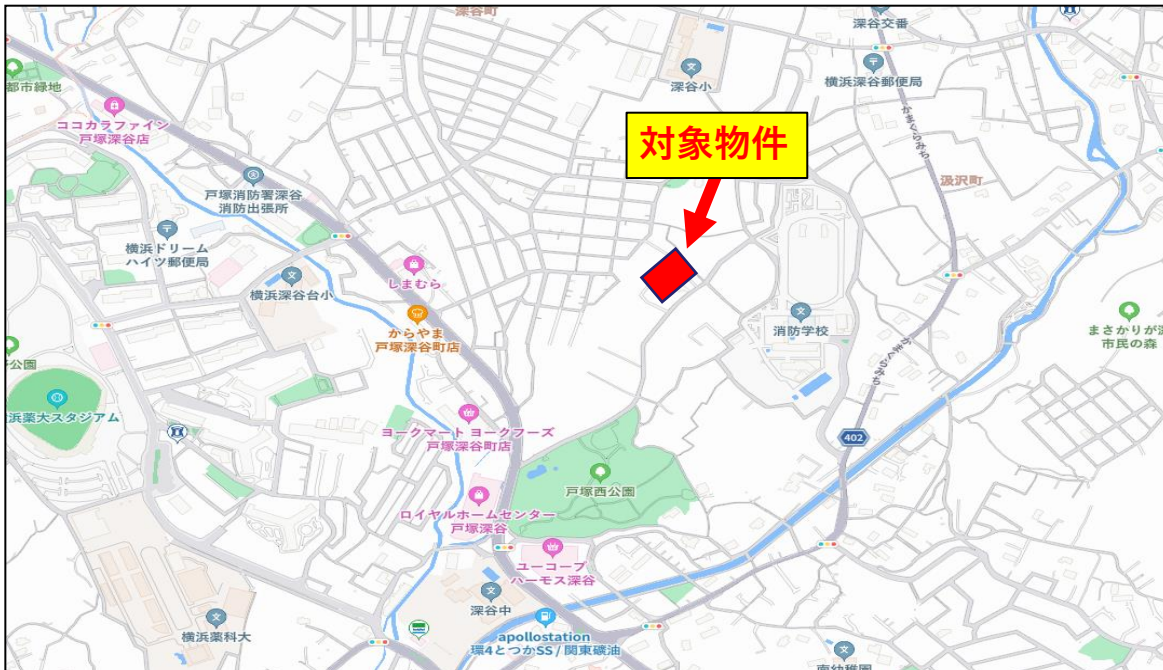 深谷町
深谷交番
横浜深谷郵便局
深谷小
都市緑地
ココカラファイン
戸塚深谷店
対象物件
かまくらみち
汲沢町
戸塚消防署深谷
消防出張所
横浜ドリーム
ハイツ郵便局
しまむら
横浜深谷台小
からやま
戸塚深谷町店
消防学校
かまくらみち
まさかりが
市民の森
公園
浜薬大スタジアム
ヨークマート ヨークフーズ
戸塚深谷町店
402
戸塚西公園
ロイヤルホームセンター
戸塚深谷
ユーコープ
ハーモス深谷
深谷中
横浜薬科大
apollostation
環4とつかSS / 関東礦油
南幼稚園